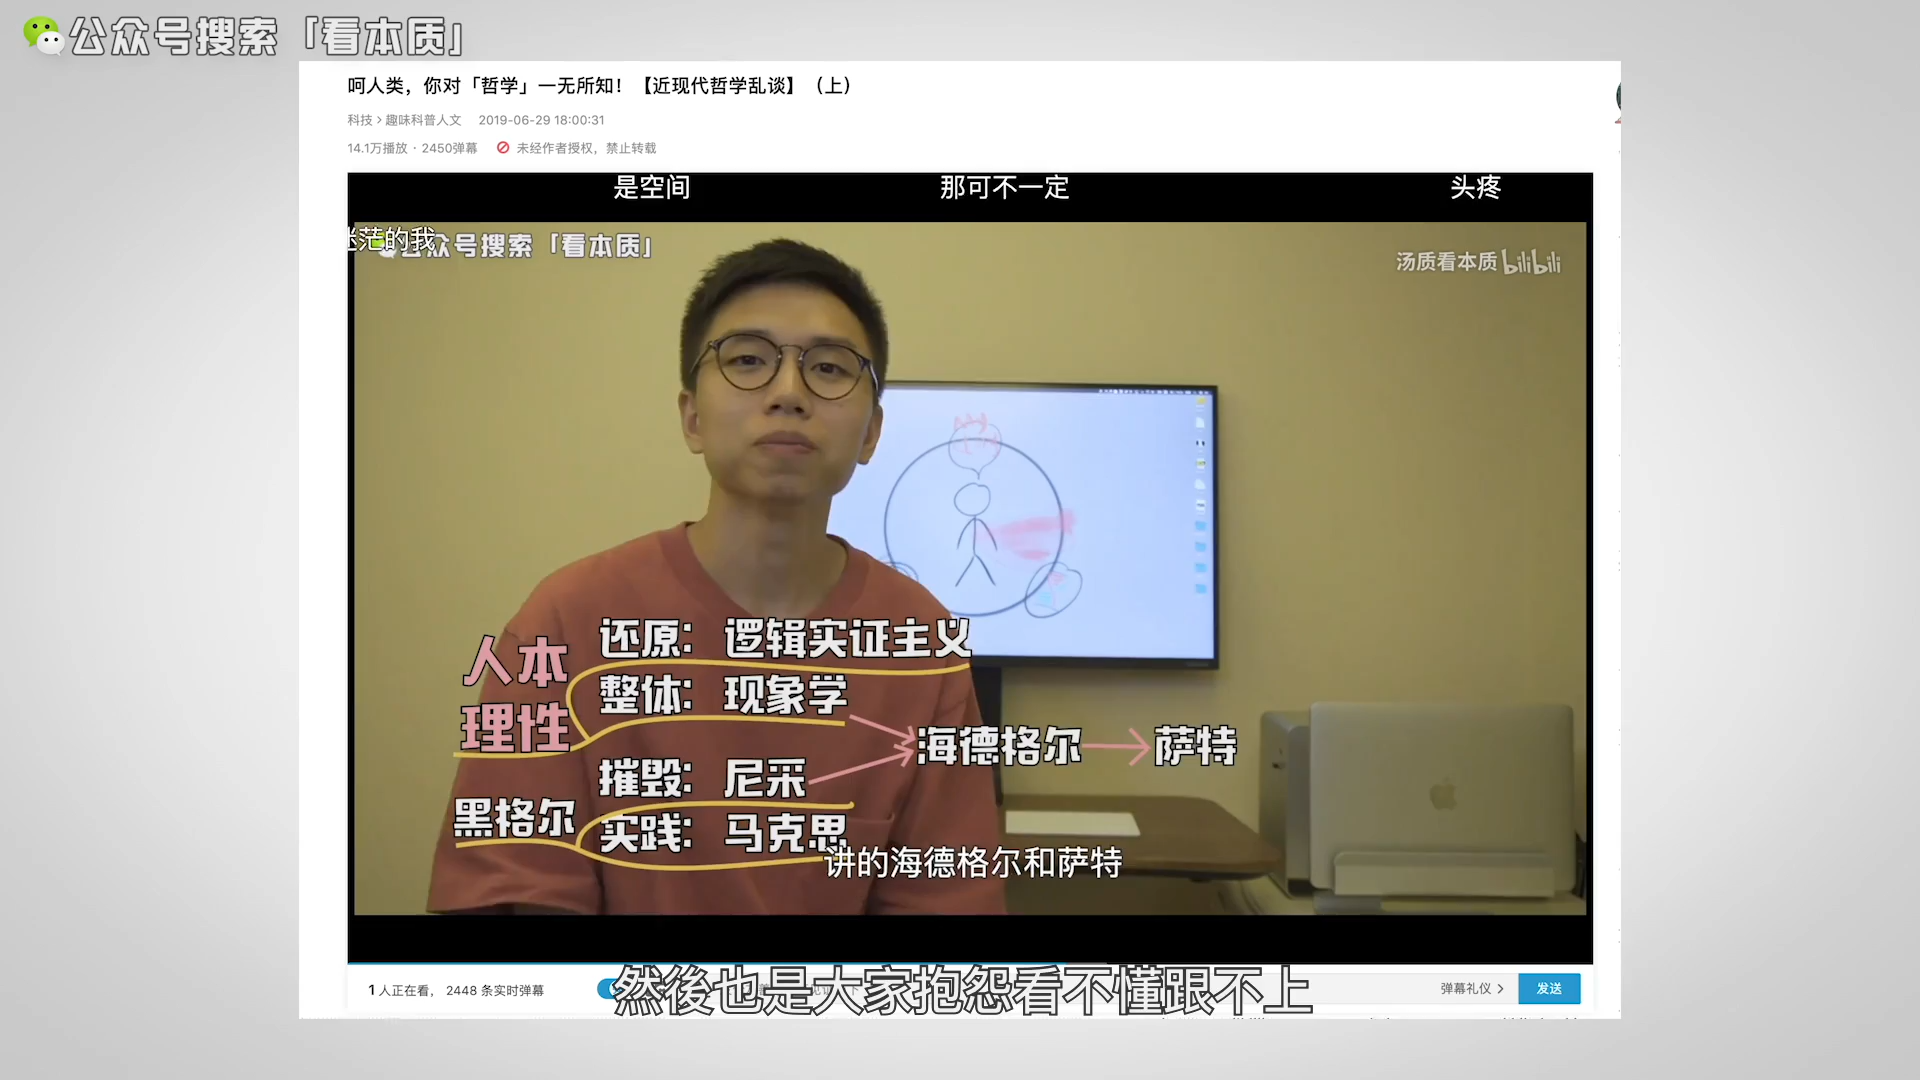 公众号搜索「看本质」
呵人类，你对「哲学」一无所知！【近现代哲学乱谈】（上）
科技 > 趣味科普人文 2019-06-29 18:00:31
14.1万播放 · 2450弹幕 未经作者授权，禁止转载
是空间 那可不一定 头疼
茫的我
公众号搜索「看本质」
汤质看本质 bilibili
人本
理性
还原：逻辑实证主义
整体：现象学
海德格尔 萨特
摧毁：尼采
黑格尔
实践：马克思
讲的海德格尔和萨特
1 人正在看， 2448 条实时弹幕
弹幕礼仪 >
发送
然後也是大家抱怨看不懂跟不上